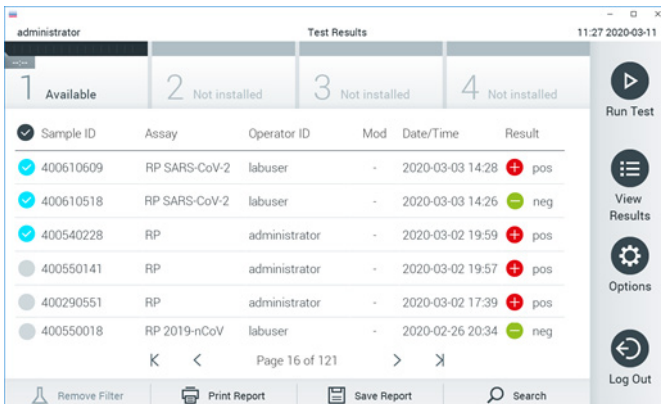 administrator Test Results 11:27 2020-03-11
--:--
1 Available 2 Not installed 3 Not installed 4 Not installed
Run Test
Sample ID Assay Operator ID Mod Date/Time Result
400610609 RP SARS-CoV-2 labuser - 2020-03-03 14:28 pos
400610518 RP SARS-CoV-2 labuser - 2020-03-03 14:26 neg
View
Results
400540228 RP administrator - 2020-03-02 19:59 pos
400550141 RP administrator - 2020-03-02 19:57 pos
Options
400290551 RP administrator - 2020-03-02 17:39 pos
400550018 RP 2019-nCoV labuser - 2020-02-26 20:34 neg
Page 16 of 121
Log Out
Remove Filter Print Report Save Report Search